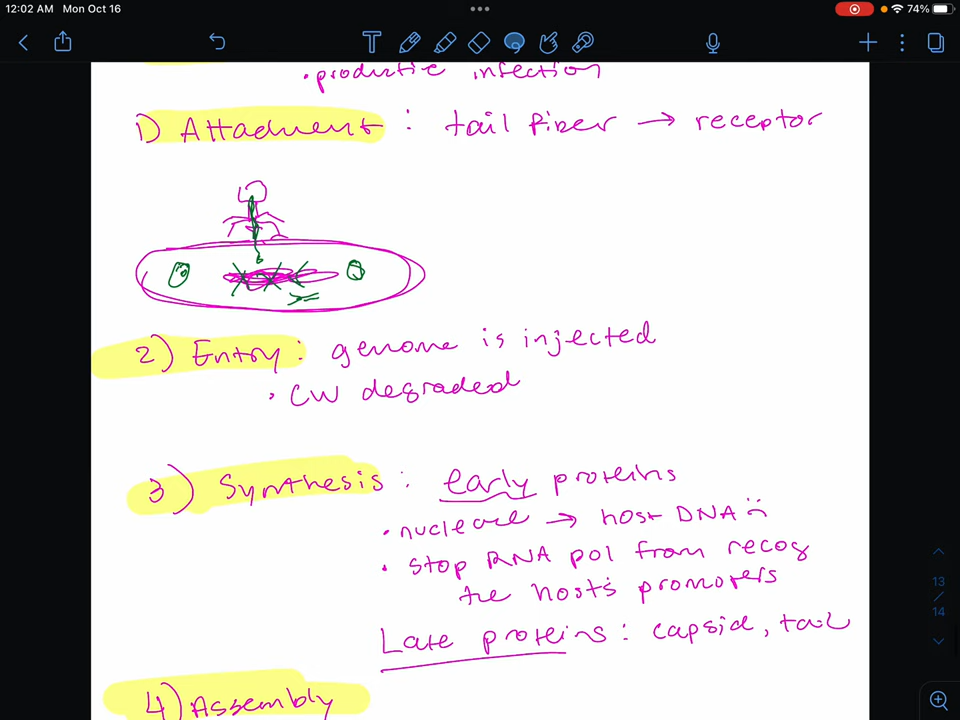 12:02 AM Mon Oct 16
74%
• productive infection
1) Attachment : tail fiber → receptor
2) Entry : genome is injected
• CW degraded
3) Synthesis : early proteins
• nuclease → host DNA
• stop RNA pol from recog
the host's promoters
Late proteins : capsid, tail
13
/
14
4) Assembly